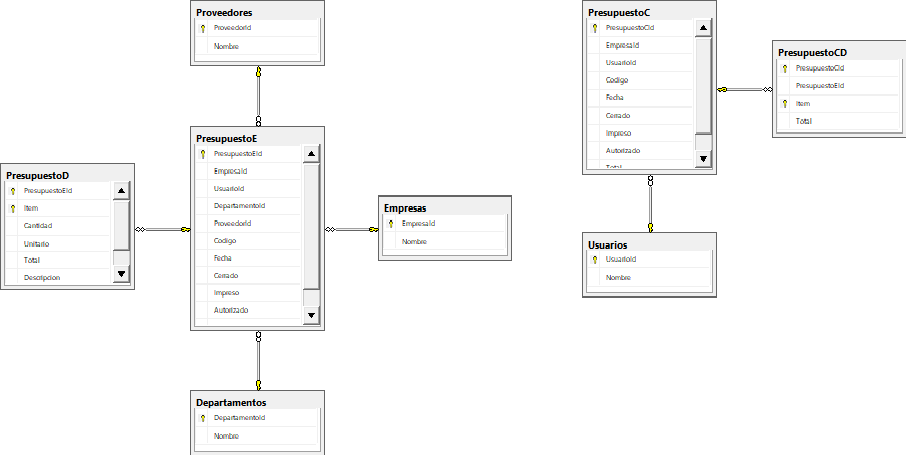 Proveedores
ProveedorId
Nombre
PresupuestoE
PresupuestoEId
EmpresaId
UsuarioId
DepartamentoId
ProveedorId
Codigo
Fecha
Cerrado
Impreso
Autorizado
PresupuestoD
PresupuestoEId
Item
Cantidad
Unitario
Total
Descripcion
Empresas
EmpresaId
Nombre
Departamentos
DepartamentoId
Nombre
PresupuestoC
PresupuestoCId
EmpresaId
UsuarioId
Codigo
Fecha
Cerrado
Impreso
Autorizado
Total
PresupuestoCD
PresupuestoCId
PresupuestoEId
Item
Total
Usuarios
UsuarioId
Nombre